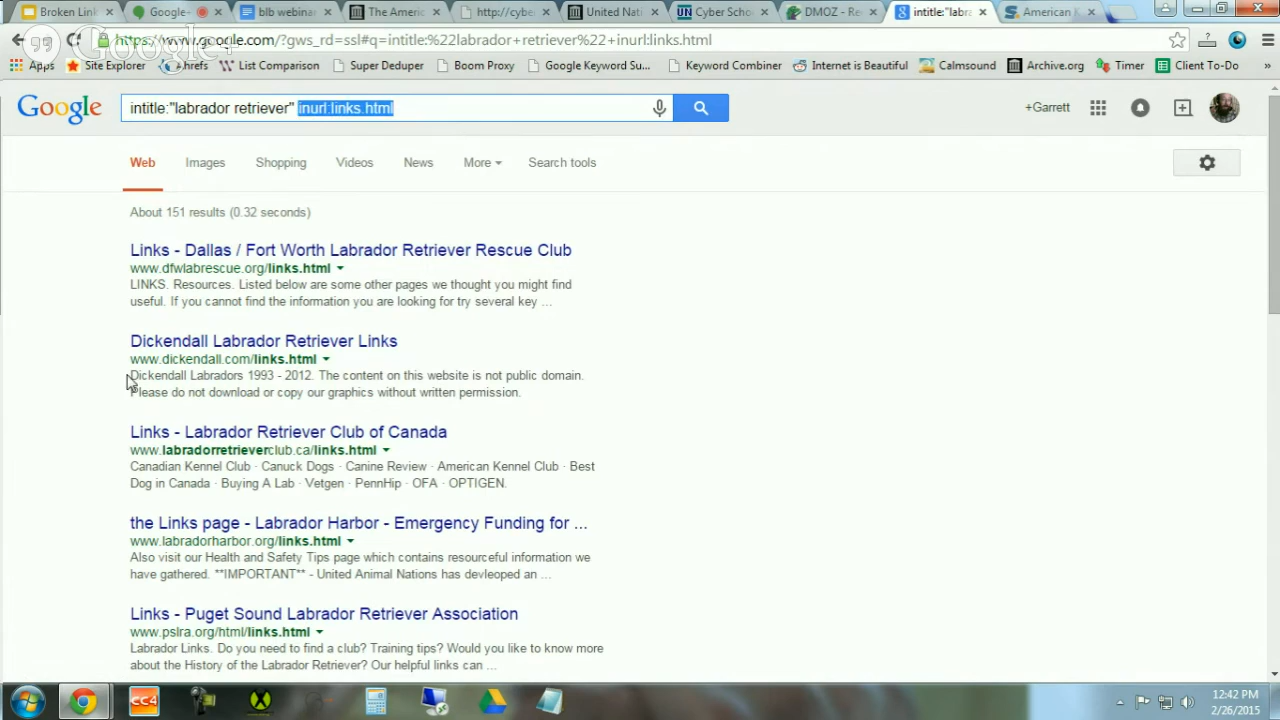 Broken Link
Google+
blb webinar
The Americ
http://cyber
United Nati
Cyber Scho
DMOZ - Re
intitle:"labra
American K
https://www.google.com/?gws_rd=ssl#q=intitle:%22labrador+retriever%22+inurl:links.html
Google+
Apps
Site Explorer
hrefs
List Comparison
Super Deduper
Boom Proxy
Google Keyword Su...
Keyword Combiner
Internet is Beautiful
Calmsound
Archive.org
Timer
Client To-Do
»
Google
intitle:"labrador retriever" inurl:links.html
+Garrett
Web
Images
Shopping
Videos
News
More
Search tools
About 151 results (0.32 seconds)
Links - Dallas / Fort Worth Labrador Retriever Rescue Club
www.dfwlabrescue.org/links.html
LINKS. Resources. Listed below are some other pages we thought you might find
useful. If you cannot find the information you are looking for try several key ...
Dickendall Labrador Retriever Links
www.dickendall.com/links.html
Dickendall Labradors 1993 - 2012. The content on this website is not public domain.
Please do not download or copy our graphics without written permission.
Links - Labrador Retriever Club of Canada
www.labradorretrieverclub.ca/links.html
Canadian Kennel Club · Canuck Dogs · Canine Review · American Kennel Club · Best
Dog in Canada · Buying A Lab · Vetgen · PennHip · OFA · OPTIGEN.
the Links page - Labrador Harbor - Emergency Funding for ...
www.labradorharbor.org/links.html
Also visit our Health and Safety Tips page which contains resourceful information we
have gathered. **IMPORTANT** - United Animal Nations has devleoped an ...
Links - Puget Sound Labrador Retriever Association
www.pslra.org/html/links.html
Labrador Links. Do you need to find a club? Training tips? Would you like to know more
about the History of the Labrador Retriever? Our helpful links can ...
CC4
12:42 PM
2/26/2015